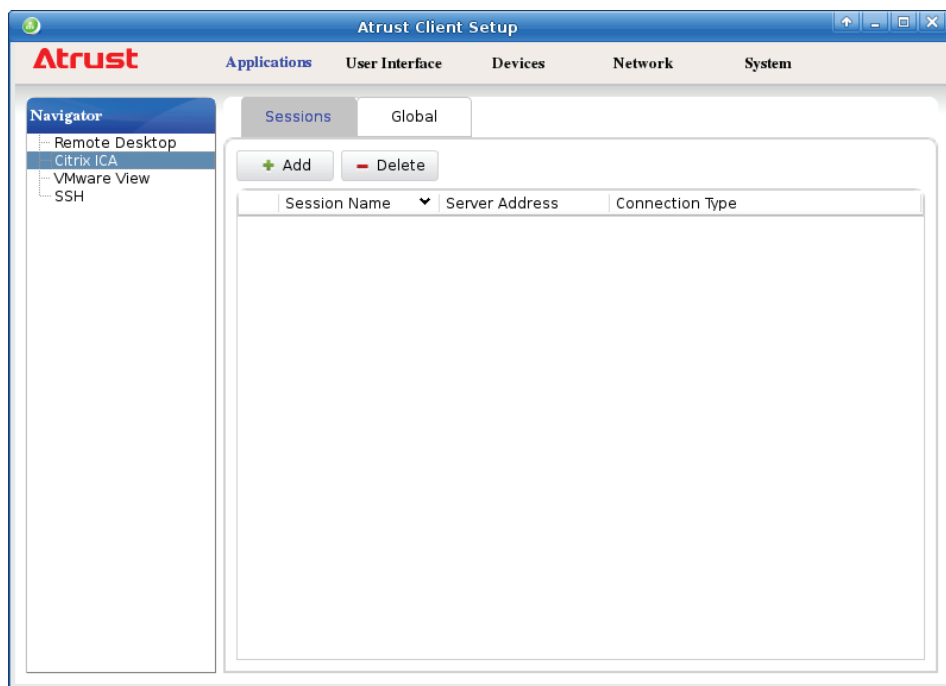 Atrust Client Setup
Atrust
Applications User Interface Devices Network System
Navigator
Remote Desktop
Citrix ICA
VMware View
SSH
Sessions Global
Add Delete
Session Name Server Address Connection Type